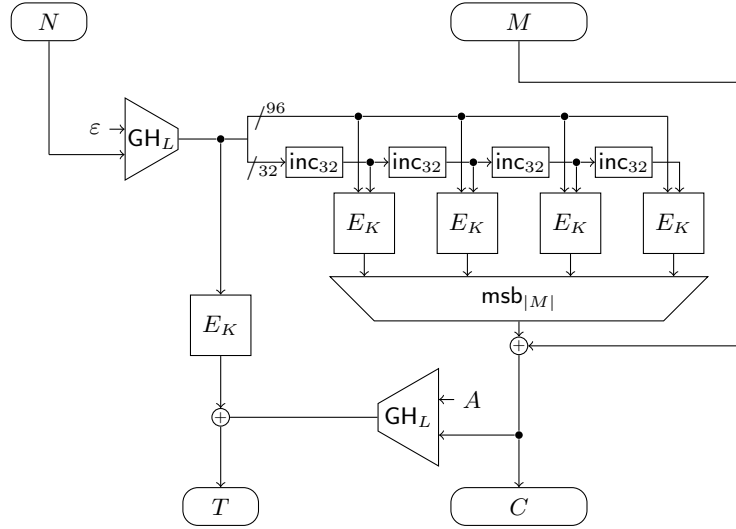 N M
96
ε GH_L
32 inc_32 inc_32 inc_32 inc_32
E_K E_K E_K E_K
msb_|M|
E_K
GH_L A
T C